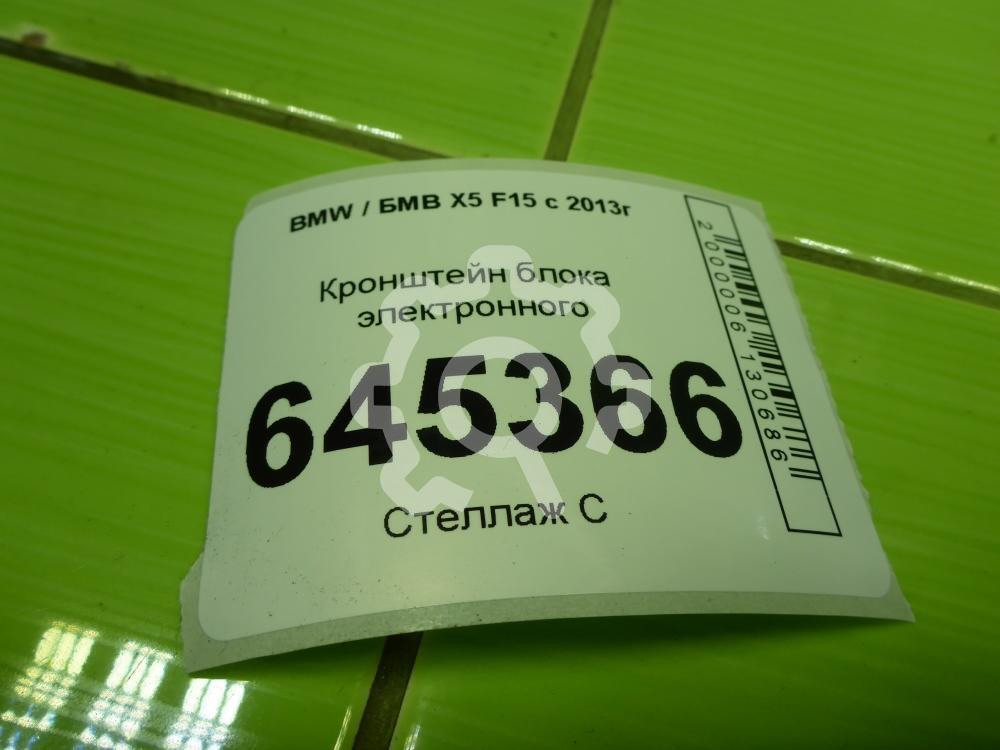 BMW / БМВ X5 F15 с 2013г
Кронштейн блока
электронного
645366
Стеллаж С
2000006130686